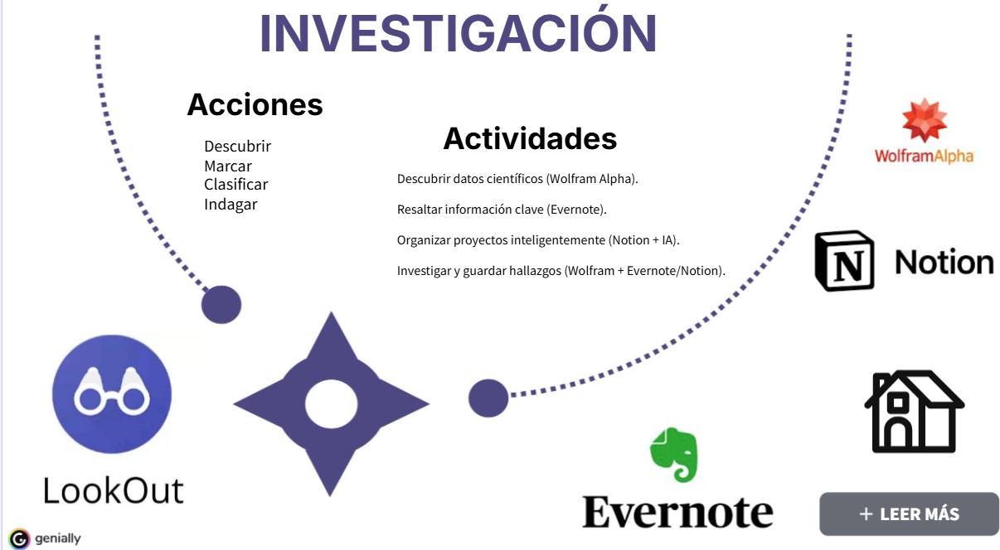 INVESTIGACIÓN
Acciones
Descubrir
Marcar
Clasificar
Indagar
Actividades
Descubrir datos científicos (Wolfram Alpha).
Resaltar información clave (Evernote).
Organizar proyectos inteligentemente (Notion + IA).
Investigar y guardar hallazgos (Wolfram + Evernote/Notion).
WolframAlpha
N Notion
LookOut
Evernote
+ LEER MÁS
G genially